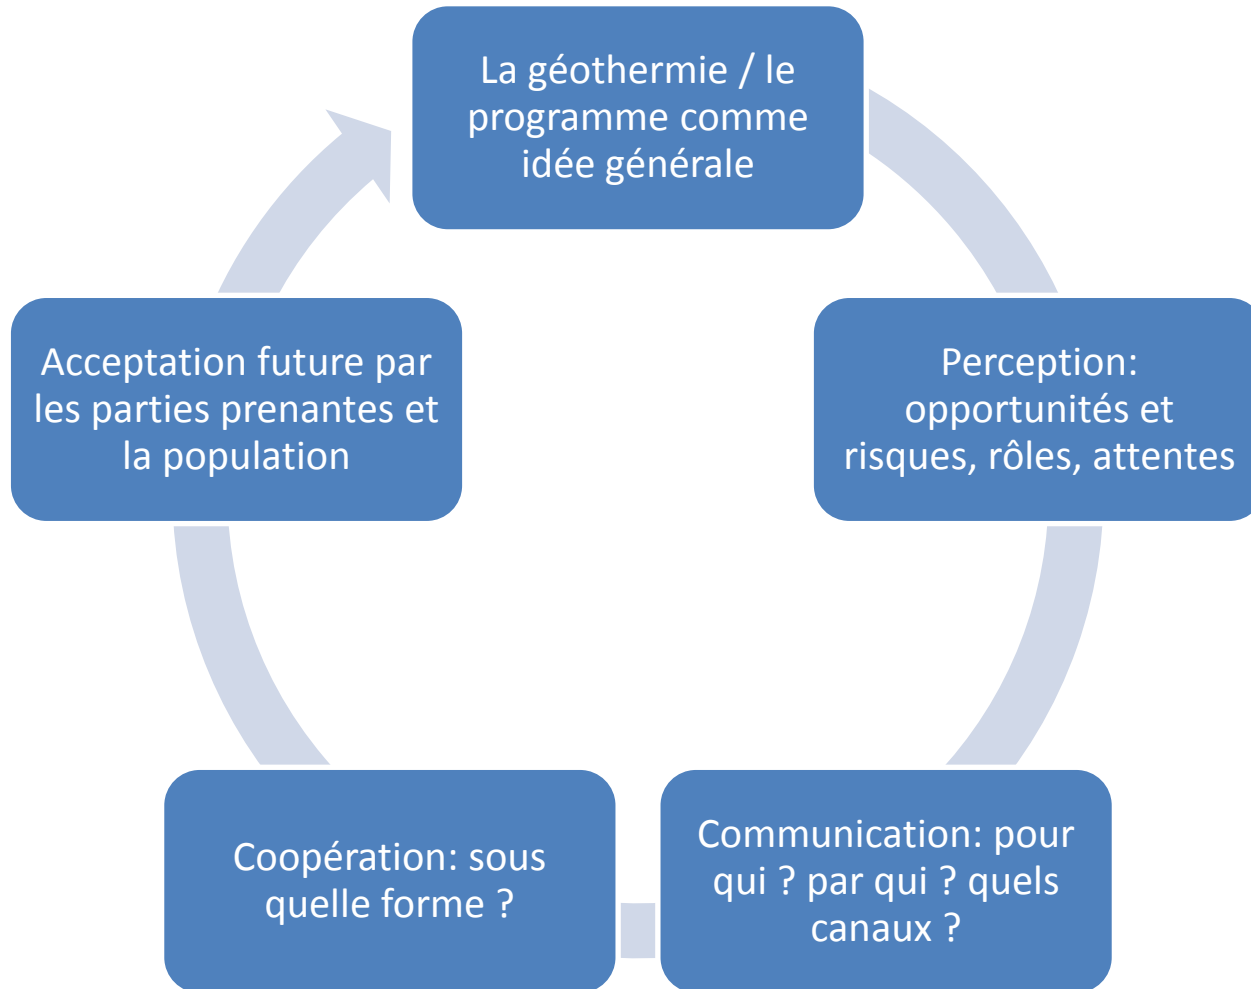 La géothermie / le
programme comme
idée générale
Perception:
opportunités et
risques, rôles, attentes
Communication: pour
qui ? par qui ? quels
canaux ?
Coopération: sous
quelle forme ?
Acceptation future par
les parties prenantes et
la population